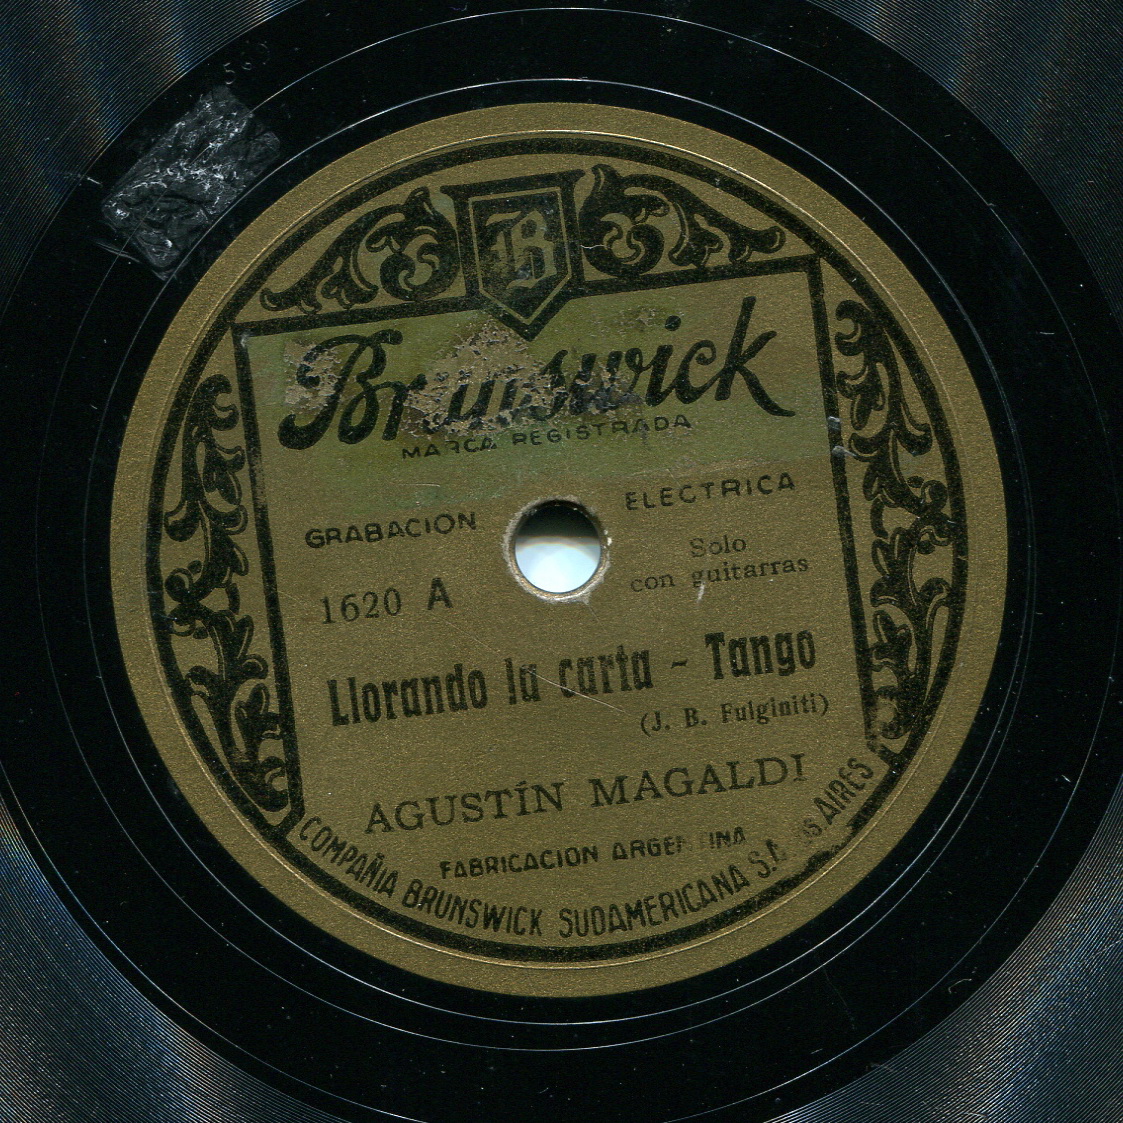 B
Brunswick
MARCA REGISTRADA
GRABACION ELECTRICA
1620 A
Solo
con guitarras
Llorando la carta - Tango
(J. B. Fulginiti)
AGUSTÍN MAGALDI
FABRICACION ARGENTINA
COMPAÑIA BRUNSWICK SUDAMERICANA AIRES